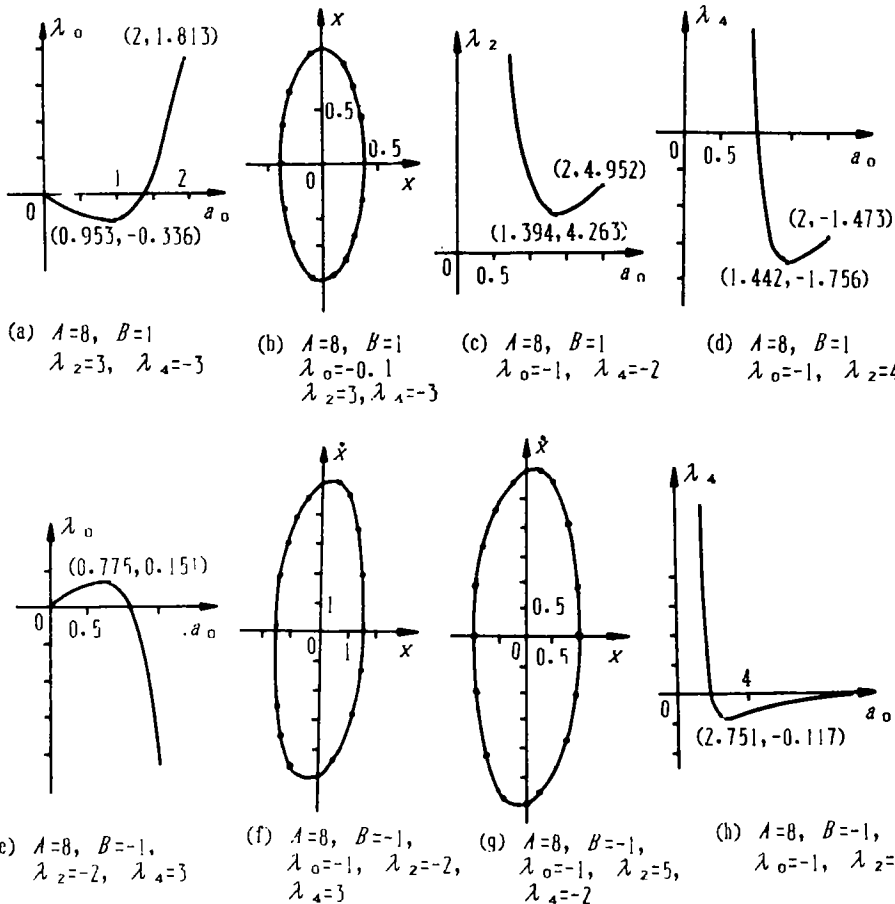 λ₀
(2,1.813)
1
2
0
a₀
(0.953,-0.336)
(a) A=8, B=1
λ₂=3, λ₄=-3
x
0.5
0.5
0
x
(b) A=8, B=1
λ₀=-0.1
λ₂=3, λ₄=-3
λ₂
(2.4.952)
(1.394,4.263)
0
0.5
a₀
(c) A=8, B=1
λ₀=-1, λ₄=-2
λ₄
0
0.5
a₀
(2,-1.473)
(1.442,-1.756)
(d) A=8, B=1
λ₀=-1, λ₂=4
λ₀
(0.775,0.151)
0
0.5
.a₀
e) A=8, B=-1,
λ₂=-2, λ₄=3
ẋ
1
0
1
x
(f) A=8, B=-1,
λ₀=-1, λ₂=-2,
λ₄=3
ẋ
0.5
0
0.5
x
(g) A=8, B=-1,
λ₀=-1, λ₂=5,
λ₄=-2
λ₄
4
0
a₀
(2.751,-0.117)
(h) A=8, B=-1,
λ₀=-1, λ₂=